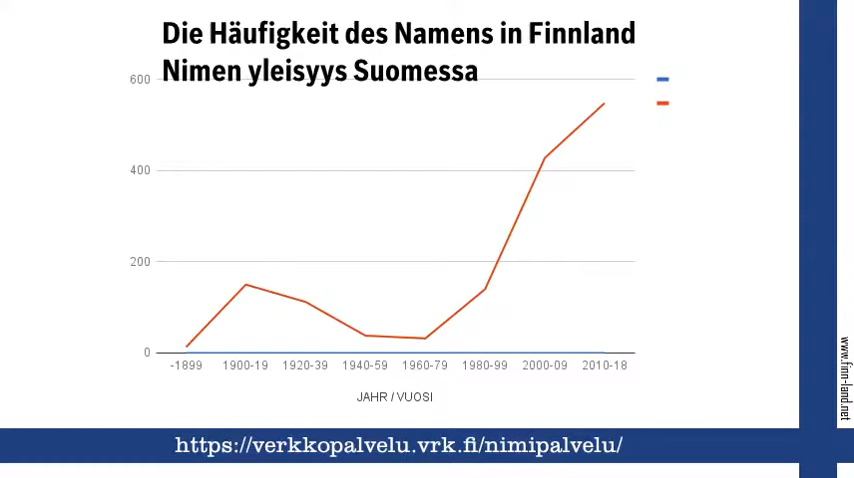 Die Häufigkeit des Namens in Finnland
Nimen yleisyys Suomessa
600
400
200
0
-1899 1900-19 1920-39 1940-59 1960-79 1980-99 2000-09 2010-18
JAHR / VUOSI
https://verkkopalvelu.vrk.fi/nimipalvelu/
www.finn-land.net